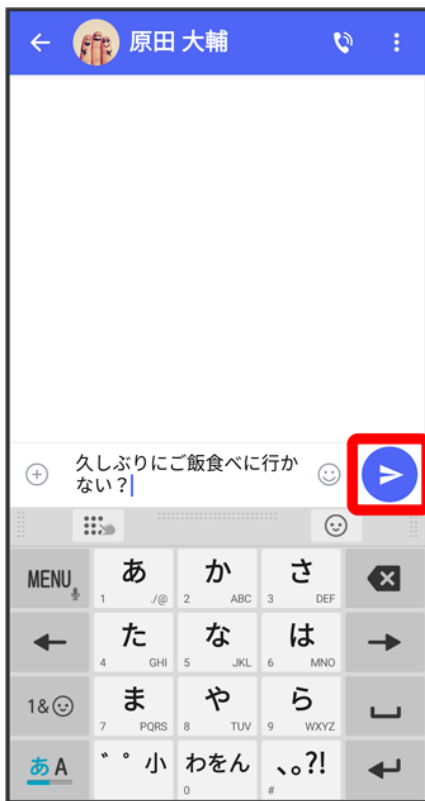 原田 大輔
久しぶりにご飯食べに行か
ない？
MENU
あ
1 ./@
か
2 ABC
さ
3 DEF
た
4 GHI
な
5 JKL
は
6 MNO
1&
ま
7 PQRS
や
8 TUV
ら
9 WXYZ
あA
゛゜小
わをん
0
、。?!
#